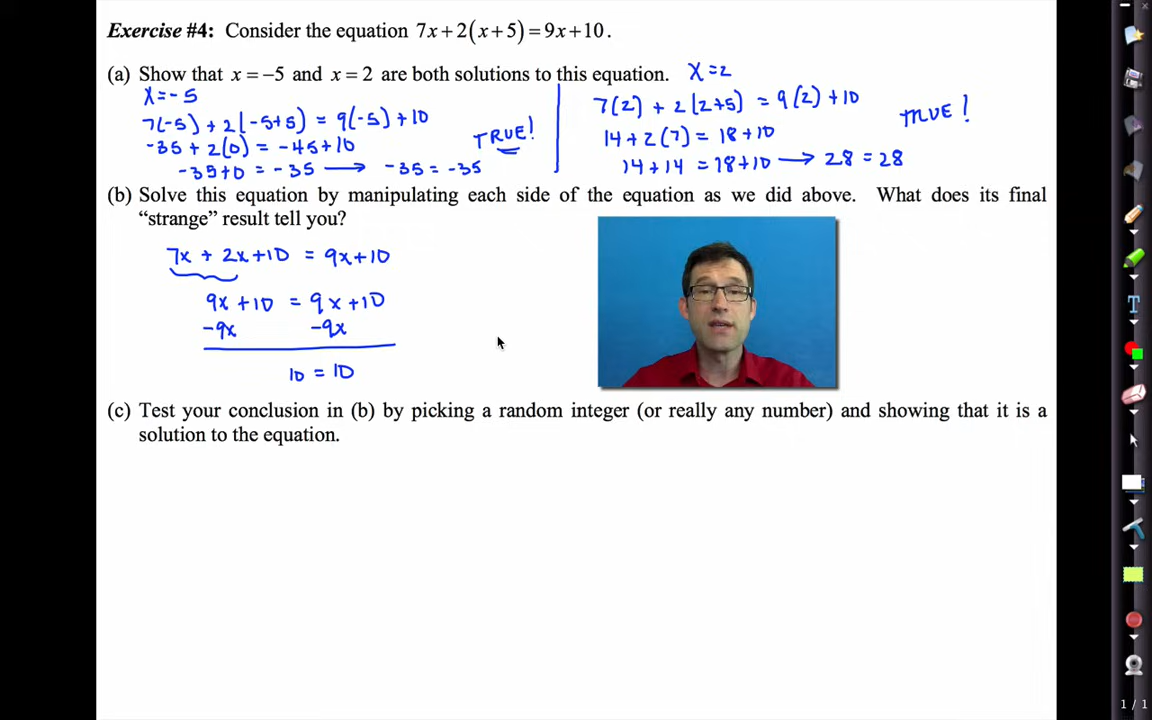 Exercise #4: Consider the equation 7x+2(x+5)=9x+10.
(a) Show that x=−5 and x=2 are both solutions to this equation.
x=-5
7(-5) + 2(-5+5) = 9(-5)+10
-35 + 2(0) = -45+10
-35+0 = -35 → -35 = -35
TRUE!
x=2
7(2) + 2(2+5) = 9(2)+10
14+2(7) = 18+10
14+14 = 18+10 → 28 = 28
TRUE!
(b) Solve this equation by manipulating each side of the equation as we did above. What does its final
“strange” result tell you?
7x + 2x+10 = 9x+10
9x+10 = 9x+10
-9x -9x
10 = 10
(c) Test your conclusion in (b) by picking a random integer (or really any number) and showing that it is a
solution to the equation.
T
1 / 1